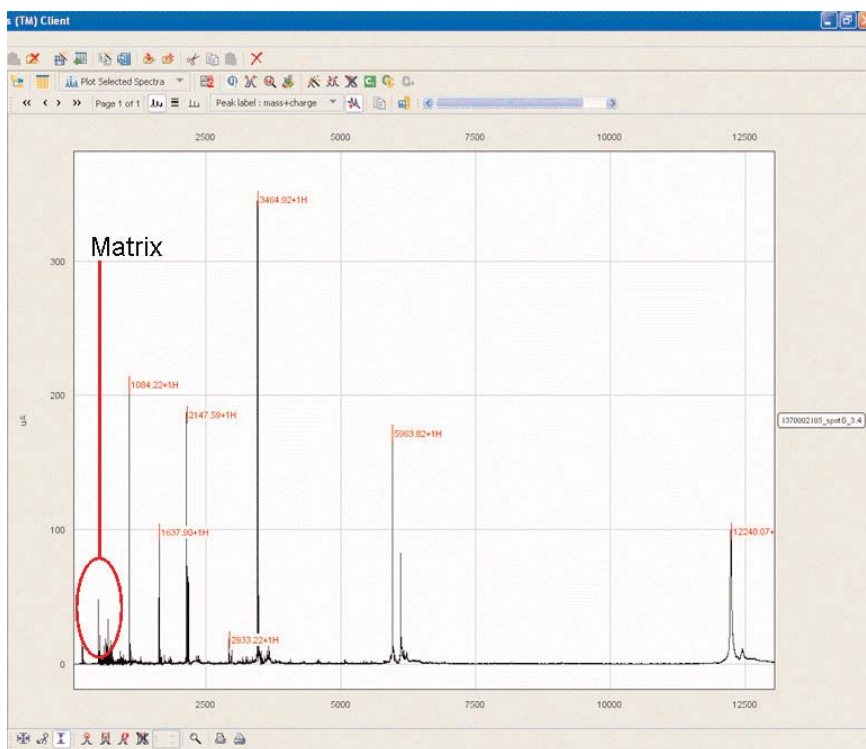 s (TM) Client
Plot Selected Spectra
Page 1 of 1
Peak label : mass+charge
2500 5000 7500 10000 12500
3464.92+1H
Matrix
300
1084.22+1H
200
2147.59+1H
5963.82+1H
1370002185_spotG_3.4
uA
100
1637.90+1H
12240.07+
2933.22+1H
0
2500 5000 7500 10000 12500